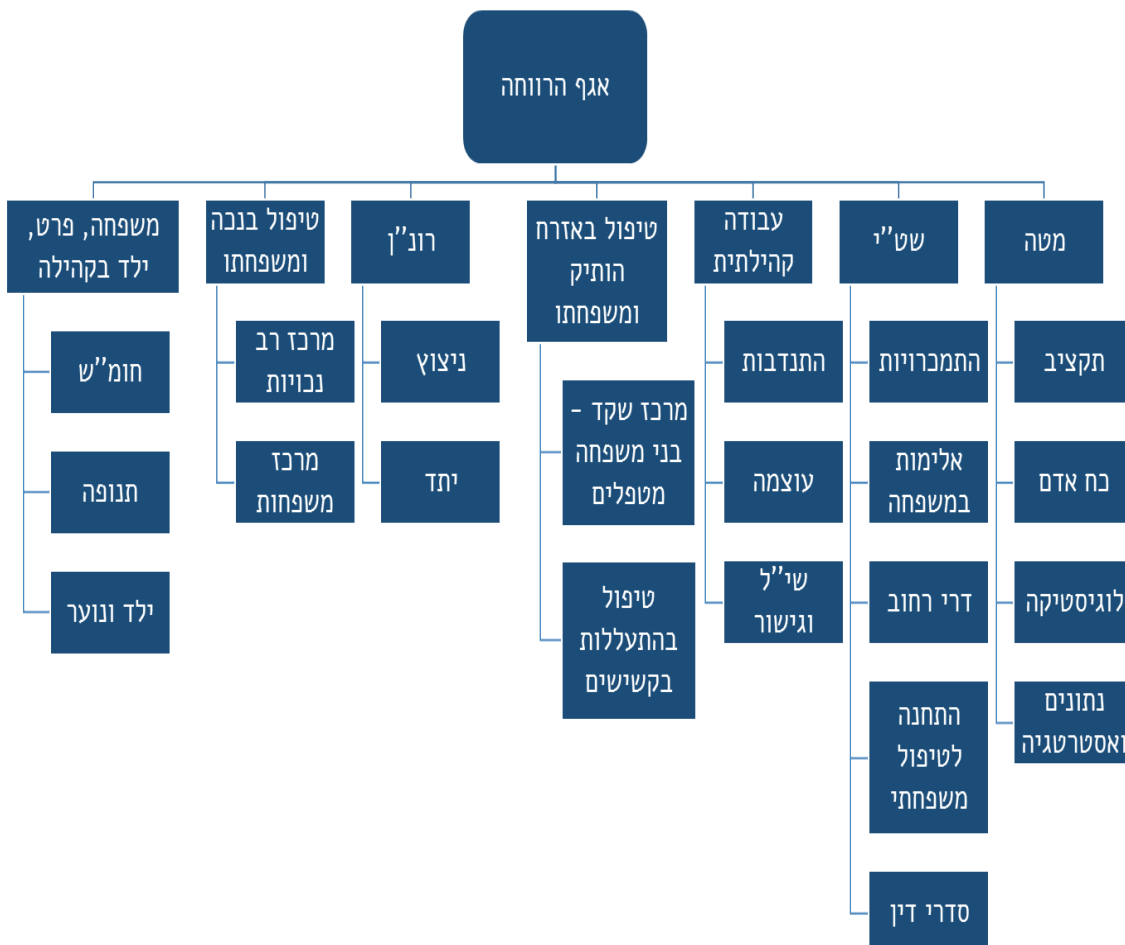 אגף הרווחה
מטה
תקציב
כח אדם
לוגיסטיקה
נתונים
ואסטרטגיה
שט"י
התמכרויות
אלימות
במשפחה
דרי רחוב
התחנה
לטיפול
משפחתי
סדרי דין
עבודה
קהילתית
התנדבות
עוצמה
שי"ל
וגישור
טיפול באזרח
הותיק
ומשפחתו
מרכז שקד -
בני משפחה
מטפלים
טיפול
בהתעללות
בקשישים
רונ"ן
ניצוץ
יתד
טיפול בנכה
ומשפחתו
מרכז רב
נכויות
מרכז
משפחות
משפחה, פרט,
ילד בקהילה
חומ"ש
תנופה
ילד ונוער